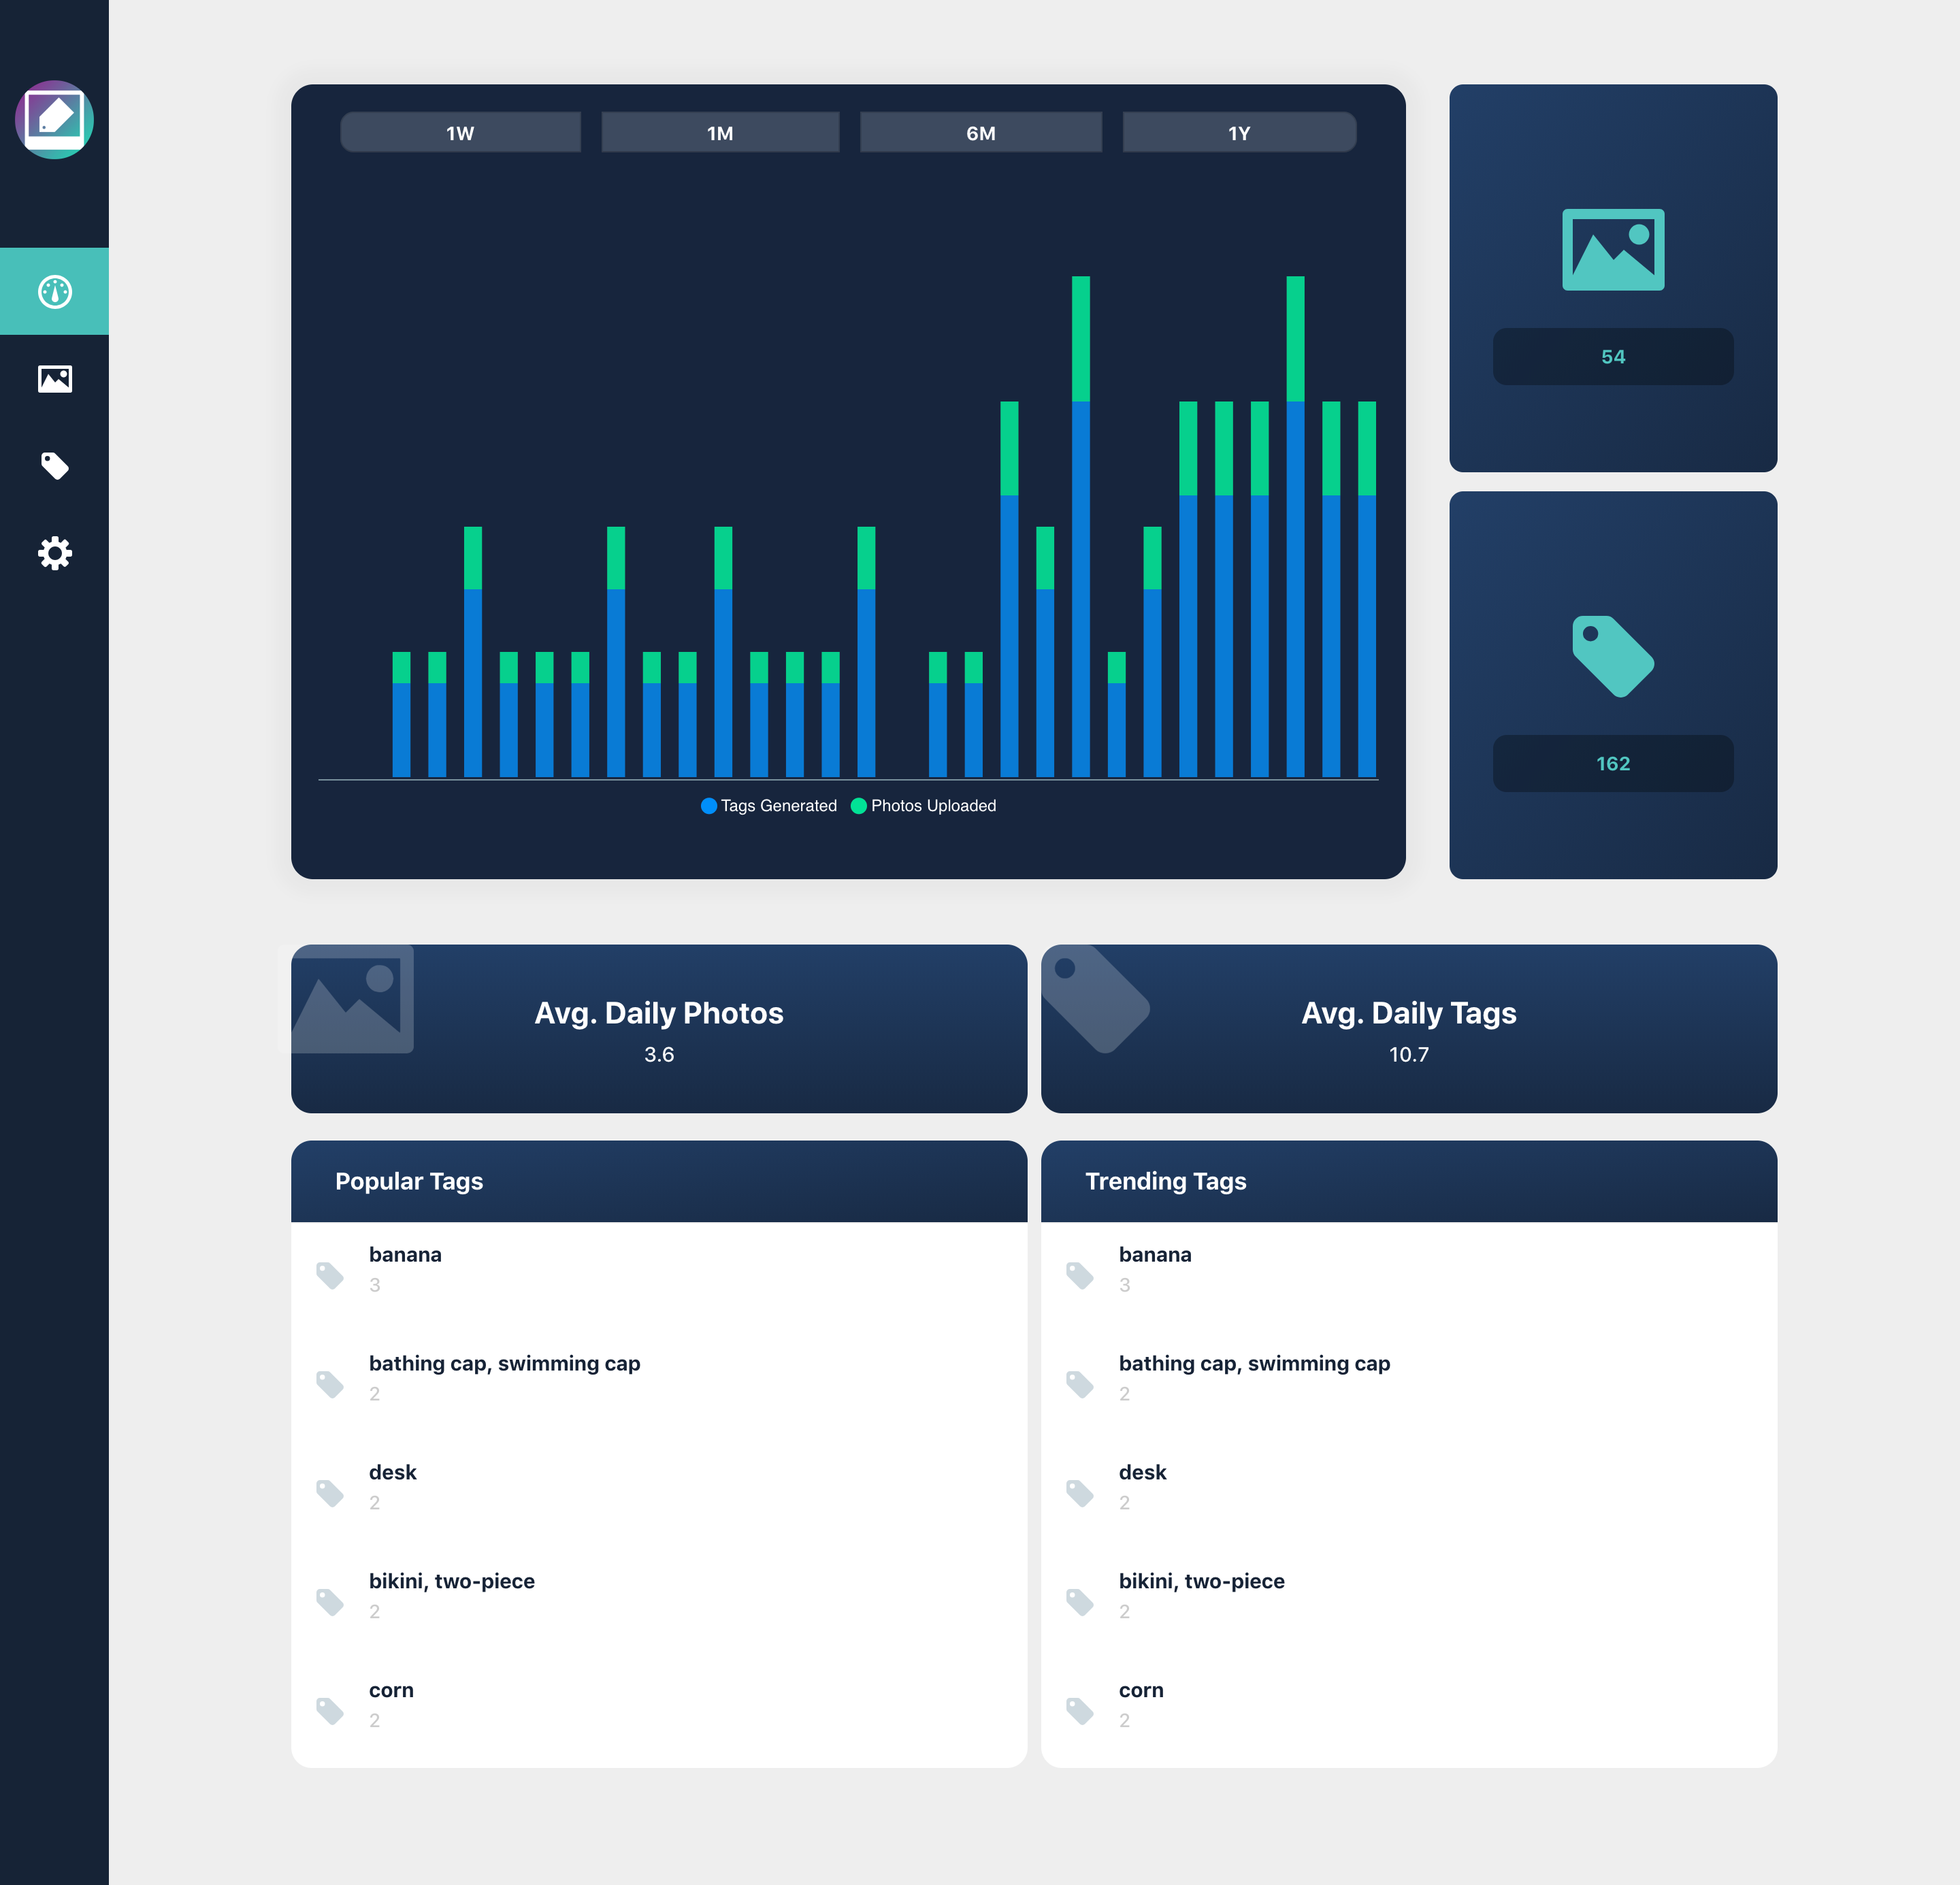 1W
1M
6M
1Y
54
Tags Generated
Photos Uploaded
162
Avg. Daily Photos
3.6
Avg. Daily Tags
10.7
Popular Tags
banana
3
bathing cap, swimming cap
2
desk
2
bikini, two-piece
2
corn
2
Trending Tags
banana
3
bathing cap, swimming cap
2
desk
2
bikini, two-piece
2
corn
2